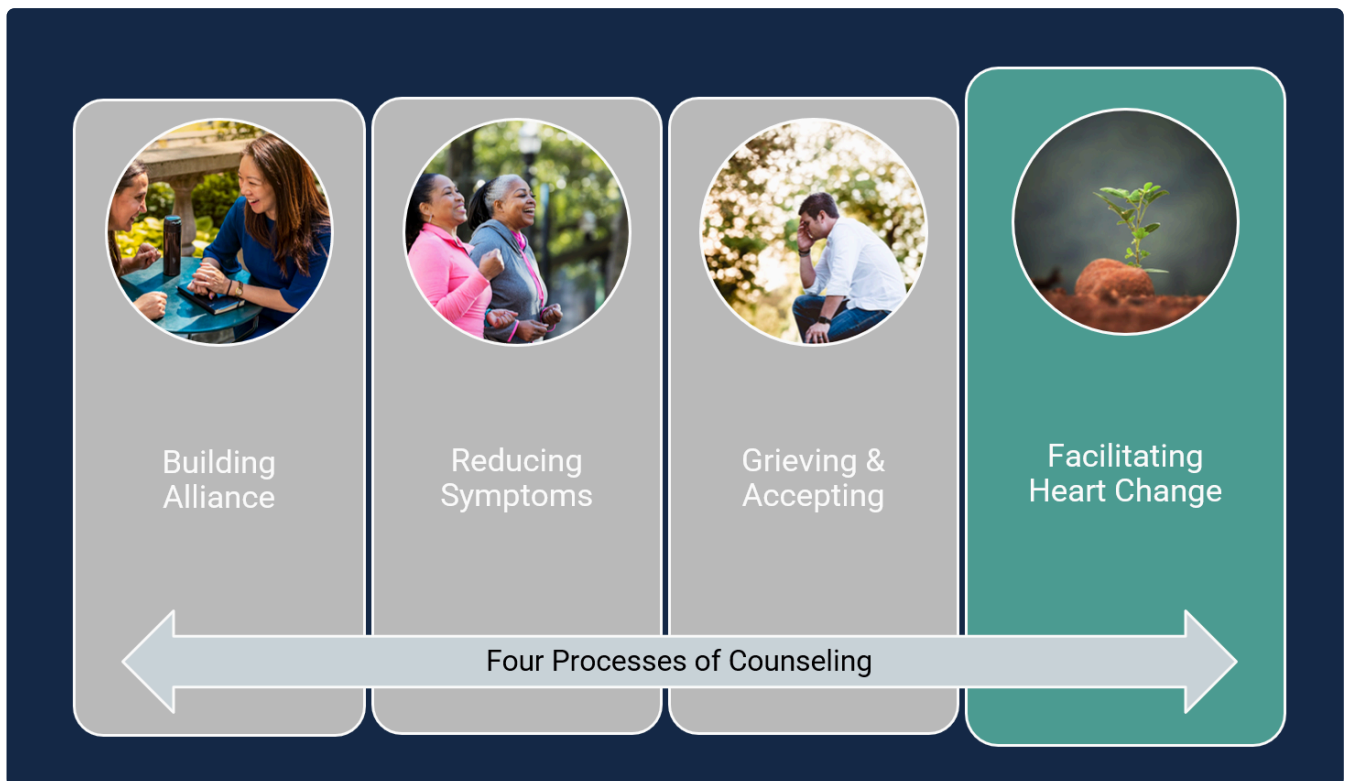 Building
Alliance
Reducing
Symptoms
Grieving &
Accepting
Facilitating
Heart Change
Four Processes of Counseling